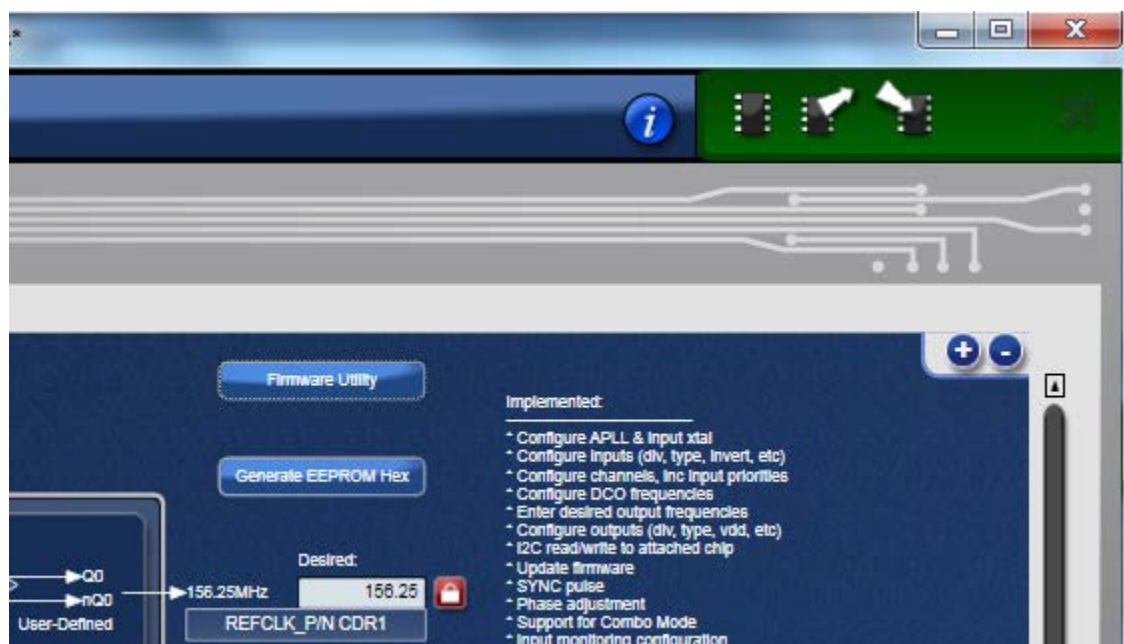 .*
i
Firmware Utility
Generate EEPROM Hex
Implemented:
* Configure APLL & input xtal
* Configure inputs (div, type, invert, etc)
* Configure channels, inc input priorities
* Configure DCO frequencies
* Enter desired output frequencies
* Configure outputs (div, type, vdd, etc)
* I2C read/write to attached chip
* Update firmware
* SYNC pulse
* Phase adjustment
* Support for Combo Mode
* Input monitoring configuration
Desired:
Q0
nQ0
User-Defined
156.25MHz
156.25
REFCLK_P/N CDR1